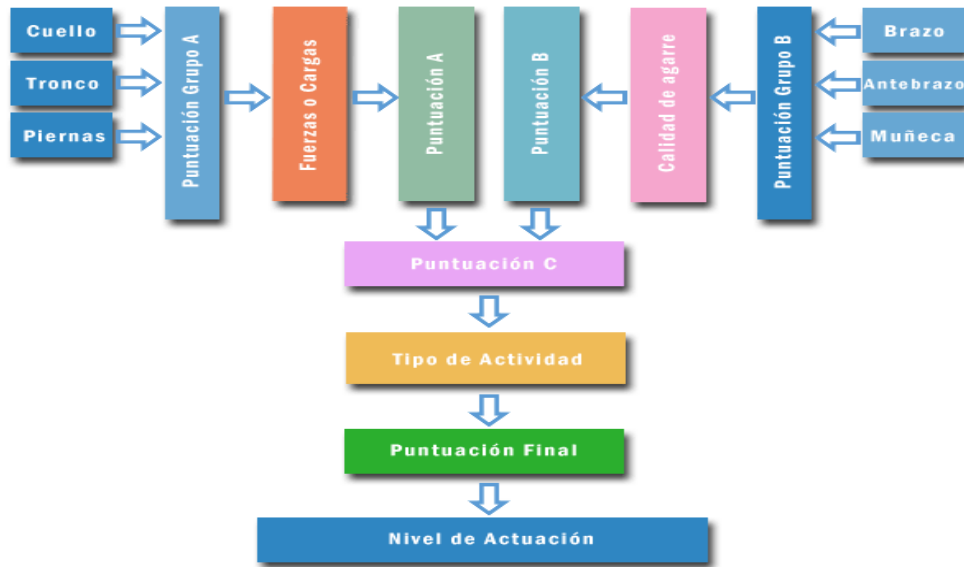 Cuello
Tronco
Piernas
Puntuación Grupo A
Fuerzas o Cargas
Puntuación A
Puntuación B
Calidad de agarre
Puntuación Grupo B
Brazo
Antebrazo
Muñeca
Puntuación C
Tipo de Actividad
Puntuación Final
Nivel de Actuación